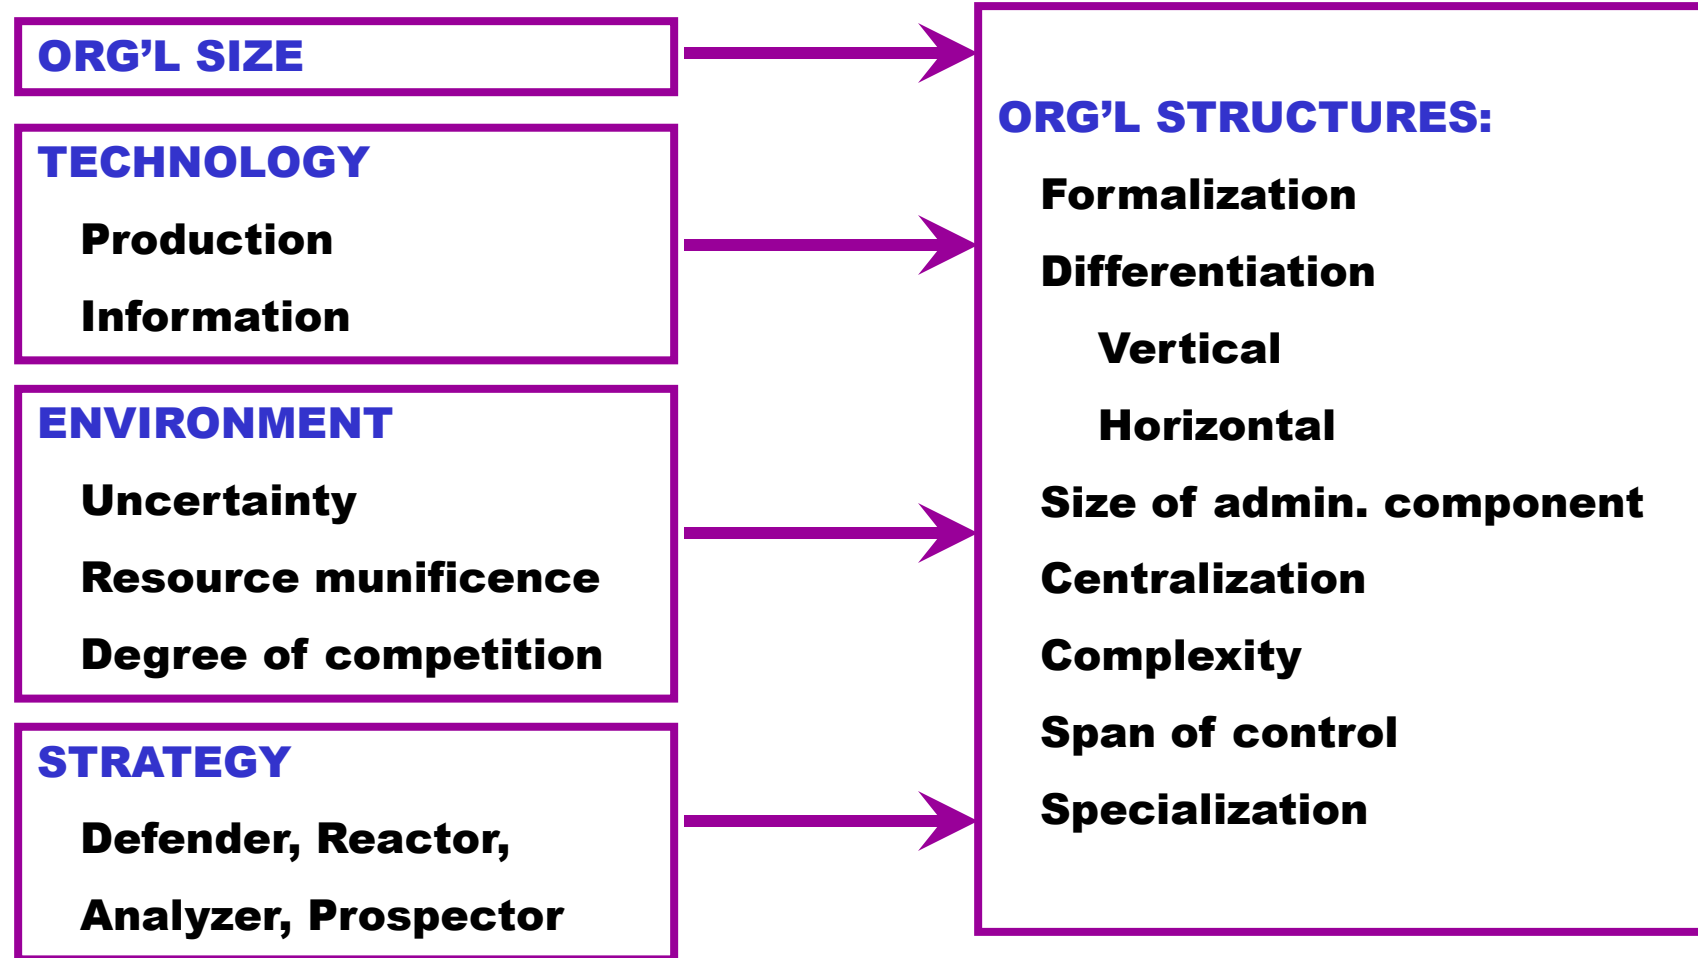 ORG’L SIZE
TECHNOLOGY
Production
Information
ENVIRONMENT
Uncertainty
Resource munificence
Degree of competition
STRATEGY
Defender, Reactor,
Analyzer, Prospector
ORG’L STRUCTURES:
Formalization
Differentiation
Vertical
Horizontal
Size of admin. component
Centralization
Complexity
Span of control
Specialization